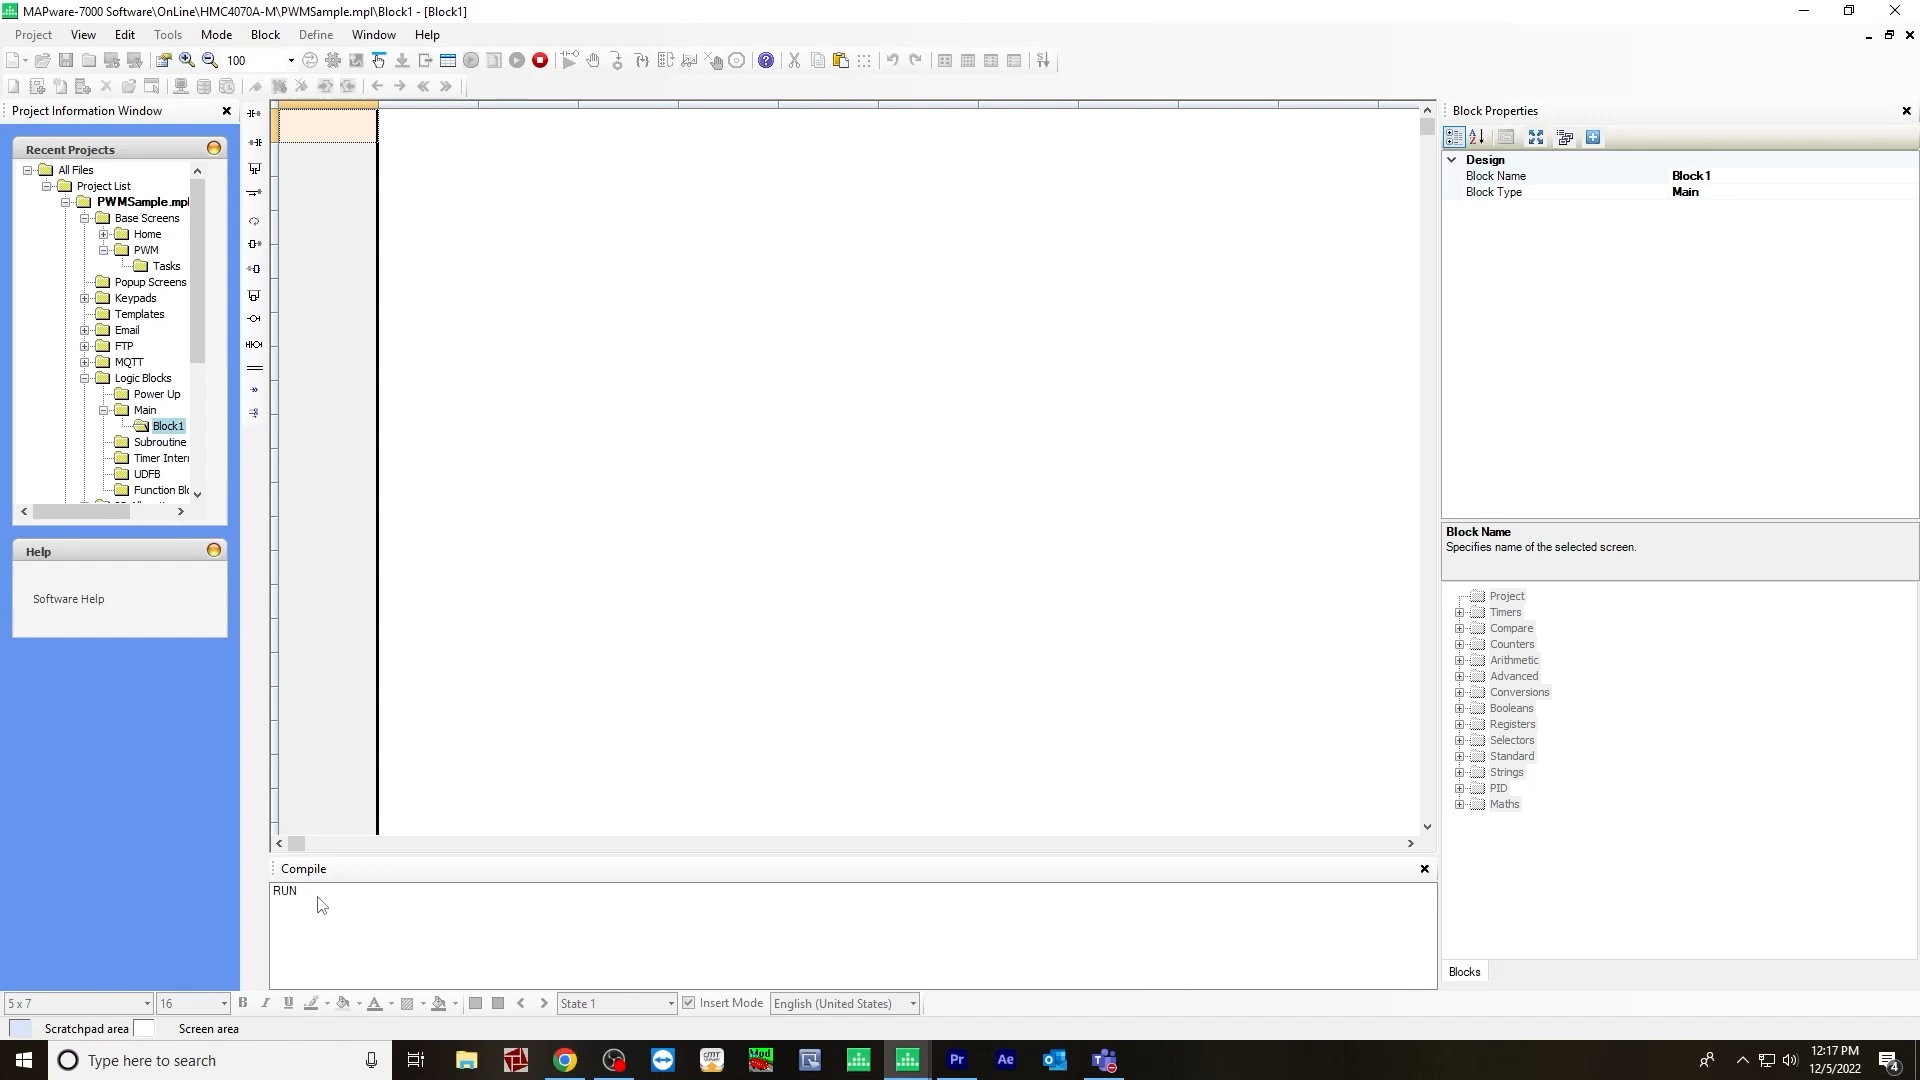 MAPware-7000 Software\OnLine\HMC4070A-M\PWMSample.mpl\Block1 - [Block1]
Project View Edit Tools Mode Block Define Window Help
100
Project Information Window
Recent Projects
All Files
Project List
PWMSample.mpl
Base Screens
Home
PWM
Tasks
Popup Screens
Keypads
Templates
Email
FTP
MQTT
Logic Blocks
Power Up
Main
Block1
Subroutine
Timer Interr
UDFB
Function Blo
Help
Software Help
Compile
RUN
Block Properties
Design
Block Name Block1
Block Type Main
Block Name
Specifies name of the selected screen.
Project
Timers
Compare
Counters
Arithmetic
Advanced
Conversions
Booleans
Registers
Selectors
Standard
Strings
PID
Maths
Blocks
5 x 7 16 B I U A State 1 Insert Mode English (United States)
Scratchpad area Screen area
Type here to search
Pr Ae
12:17 PM
12/5/2022
4